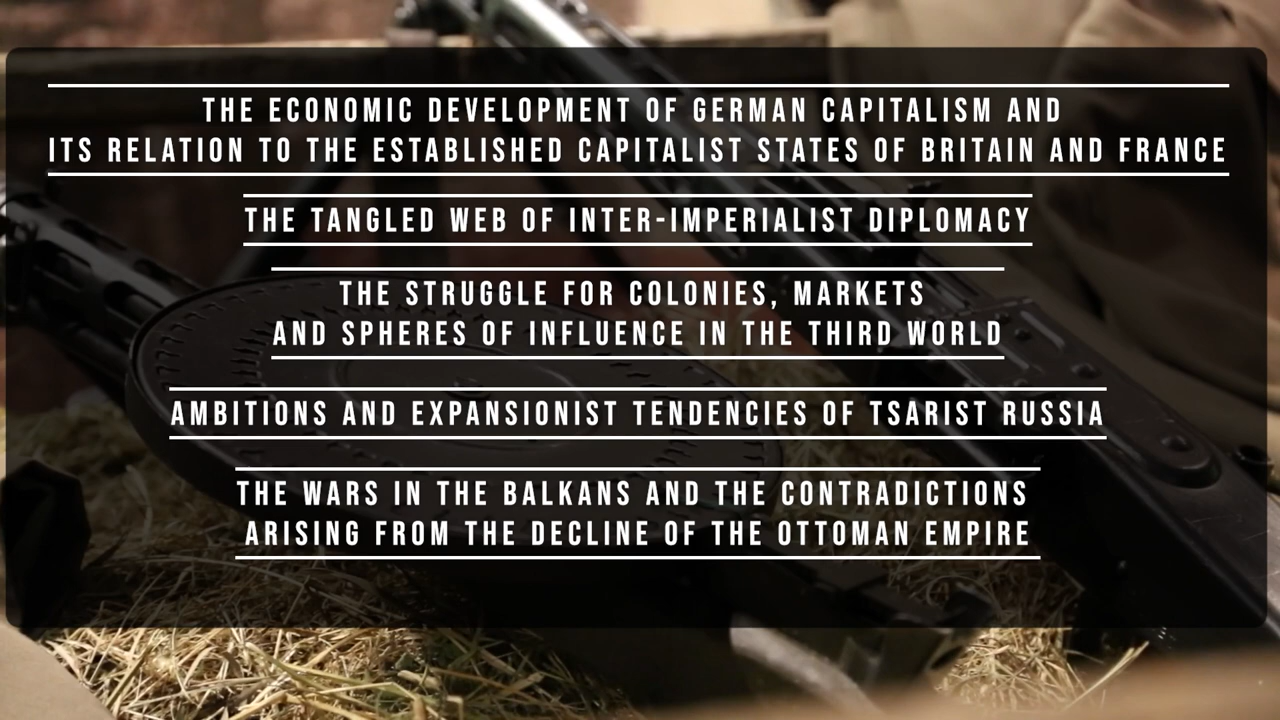 THE ECONOMIC DEVELOPMENT OF GERMAN CAPITALISM AND
ITS RELATION TO THE ESTABLISHED CAPITALIST STATES OF BRITAIN AND FRANCE
THE TANGLED WEB OF INTER-IMPERIALIST DIPLOMACY
THE STRUGGLE FOR COLONIES, MARKETS
AND SPHERES OF INFLUENCE IN THE THIRD WORLD
AMBITIONS AND EXPANSIONIST TENDENCIES OF TSARIST RUSSIA
THE WARS IN THE BALKANS AND THE CONTRADICTIONS
ARISING FROM THE DECLINE OF THE OTTOMAN EMPIRE